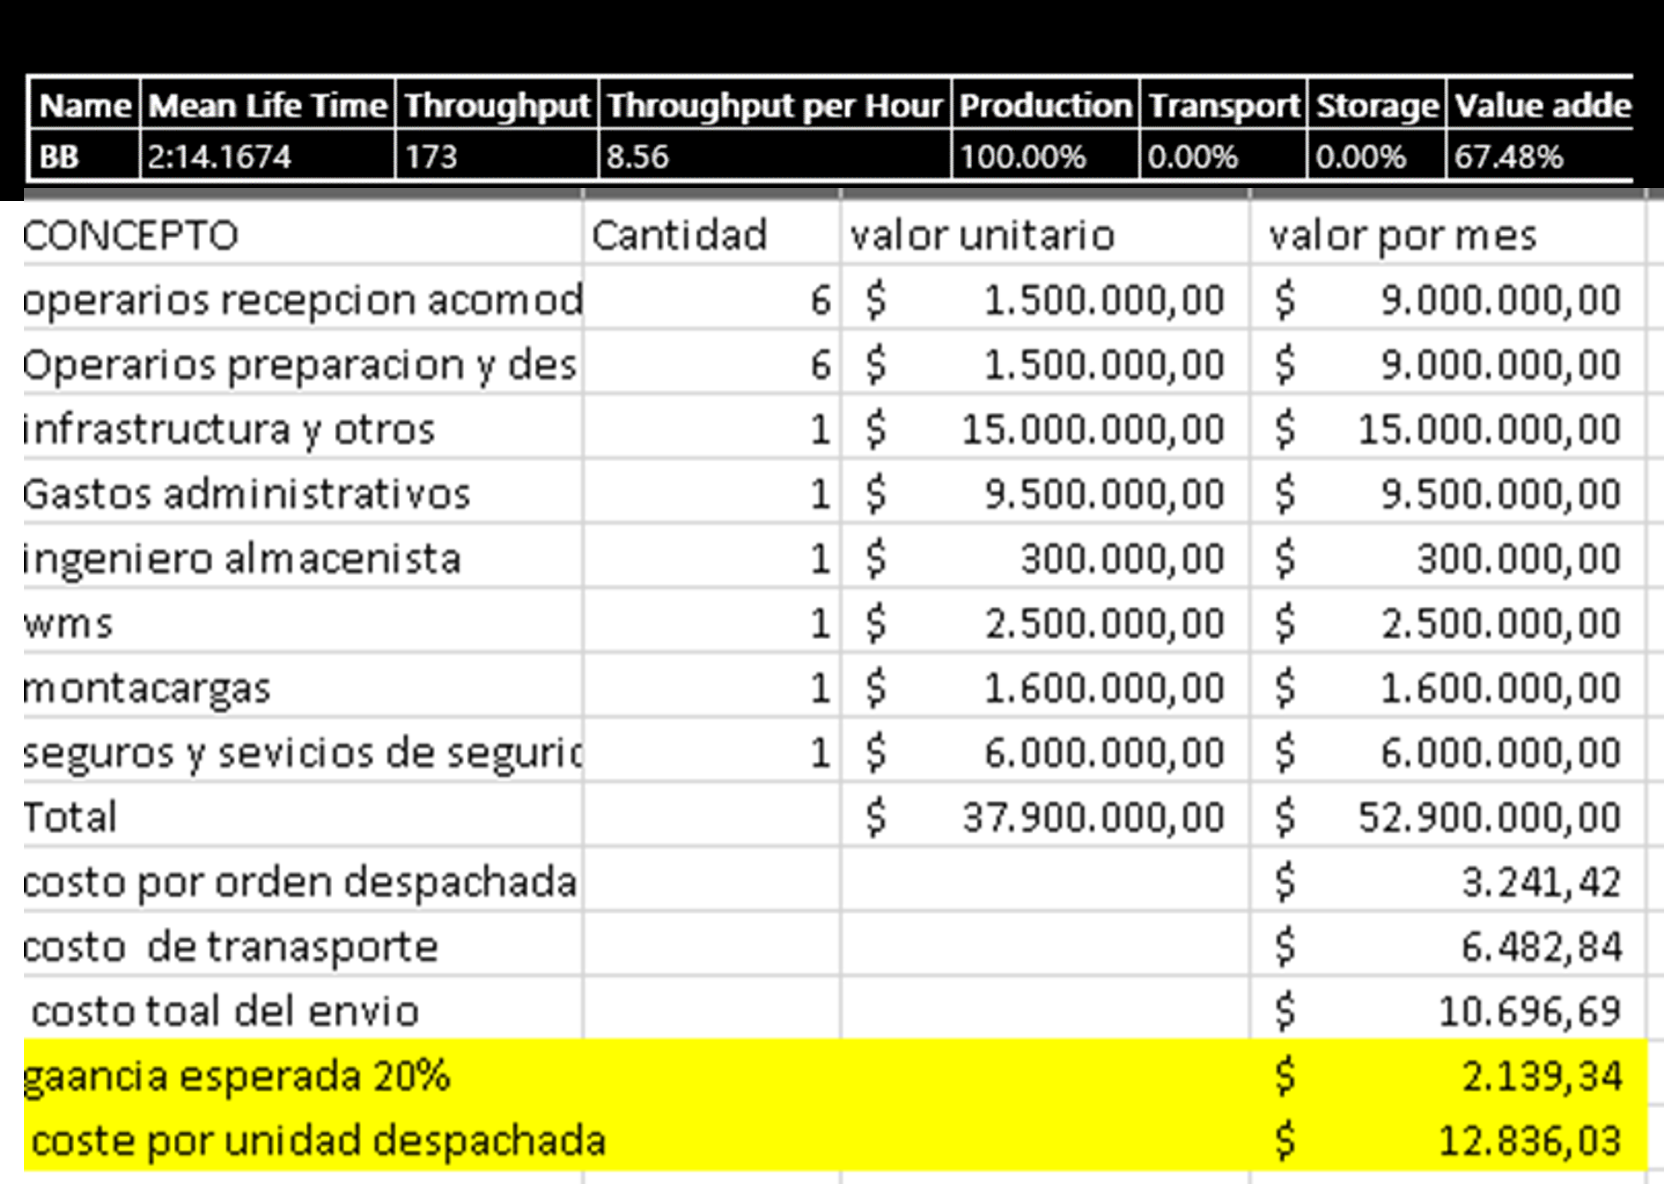 Name Mean Life Time Throughput Throughput per Hour Production Transport Storage Value adde
BB 2:14.1674 173 8.56 100.00% 0.00% 0.00% 67.48%
CONCEPTO Cantidad valor unitario valor por mes
operarios recepcion acomod 6 $ 1.500.000,00 $ 9.000.000,00
Operarios preparacion y des 6 $ 1.500.000,00 $ 9.000.000,00
infrastructura y otros 1 $ 15.000.000,00 $ 15.000.000,00
Gastos administrativos 1 $ 9.500.000,00 $ 9.500.000,00
ingeniero almacenista 1 $ 300.000,00 $ 300.000,00
wms 1 $ 2.500.000,00 $ 2.500.000,00
montacargas 1 $ 1.600.000,00 $ 1.600.000,00
seguros y sevicios de seguric 1 $ 6.000.000,00 $ 6.000.000,00
Total $ 37.900.000,00 $ 52.900.000,00
costo por orden despachada $ 3.241,42
costo de tranasporte $ 6.482,84
costo toal del envio $ 10.696,69
gaancia esperada 20% $ 2.139,34
coste por unidad despachada $ 12.836,03